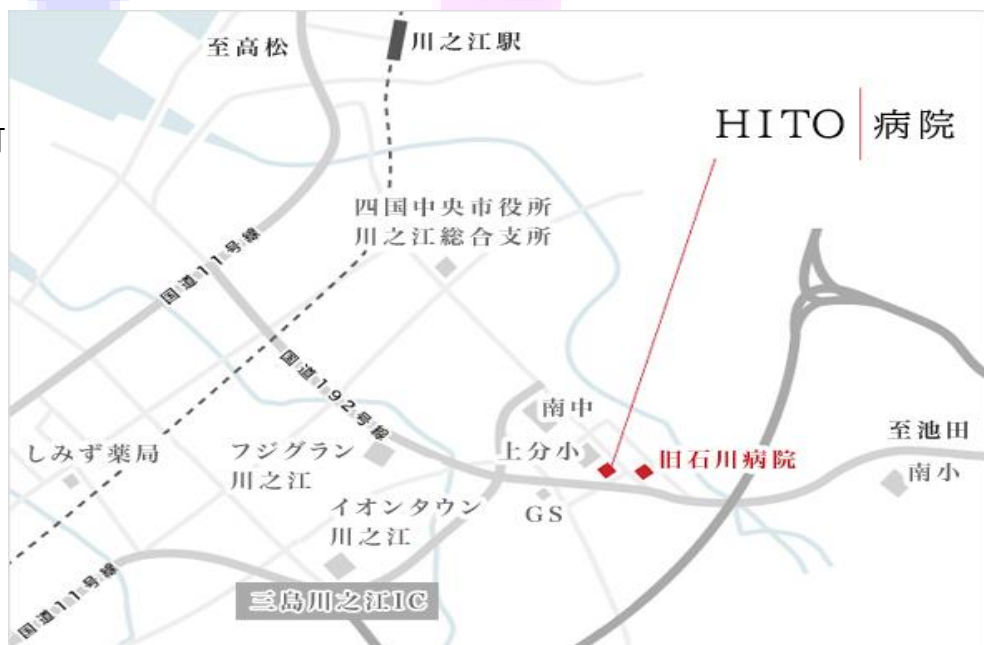 至高松
川之江駅
HITO 病院
四国中央市役所
川之江総合支所
国道11号線
国道192号線
南中
上分小
旧石川病院
至池田
南小
しみず薬局
フジグラン
川之江
イオンタウン
川之江
GS
三島川之江IC
国道11号線